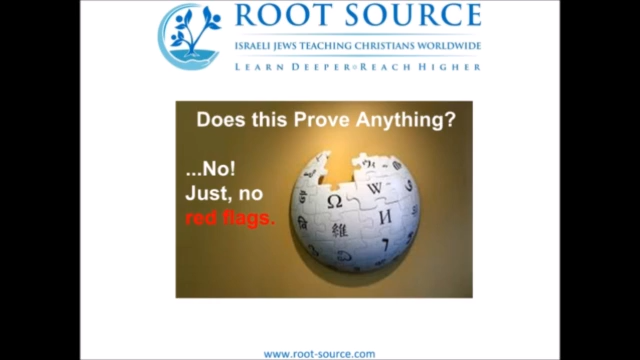 ROOT SOURCE
ISRAELI JEWS TEACHING CHRISTIANS WORLDWIDE
LEARN DEEPER REACH HIGHER
Does this Prove Anything?
...No!
Just, no
red flags.
Ω W
維 И
www.root-source.com